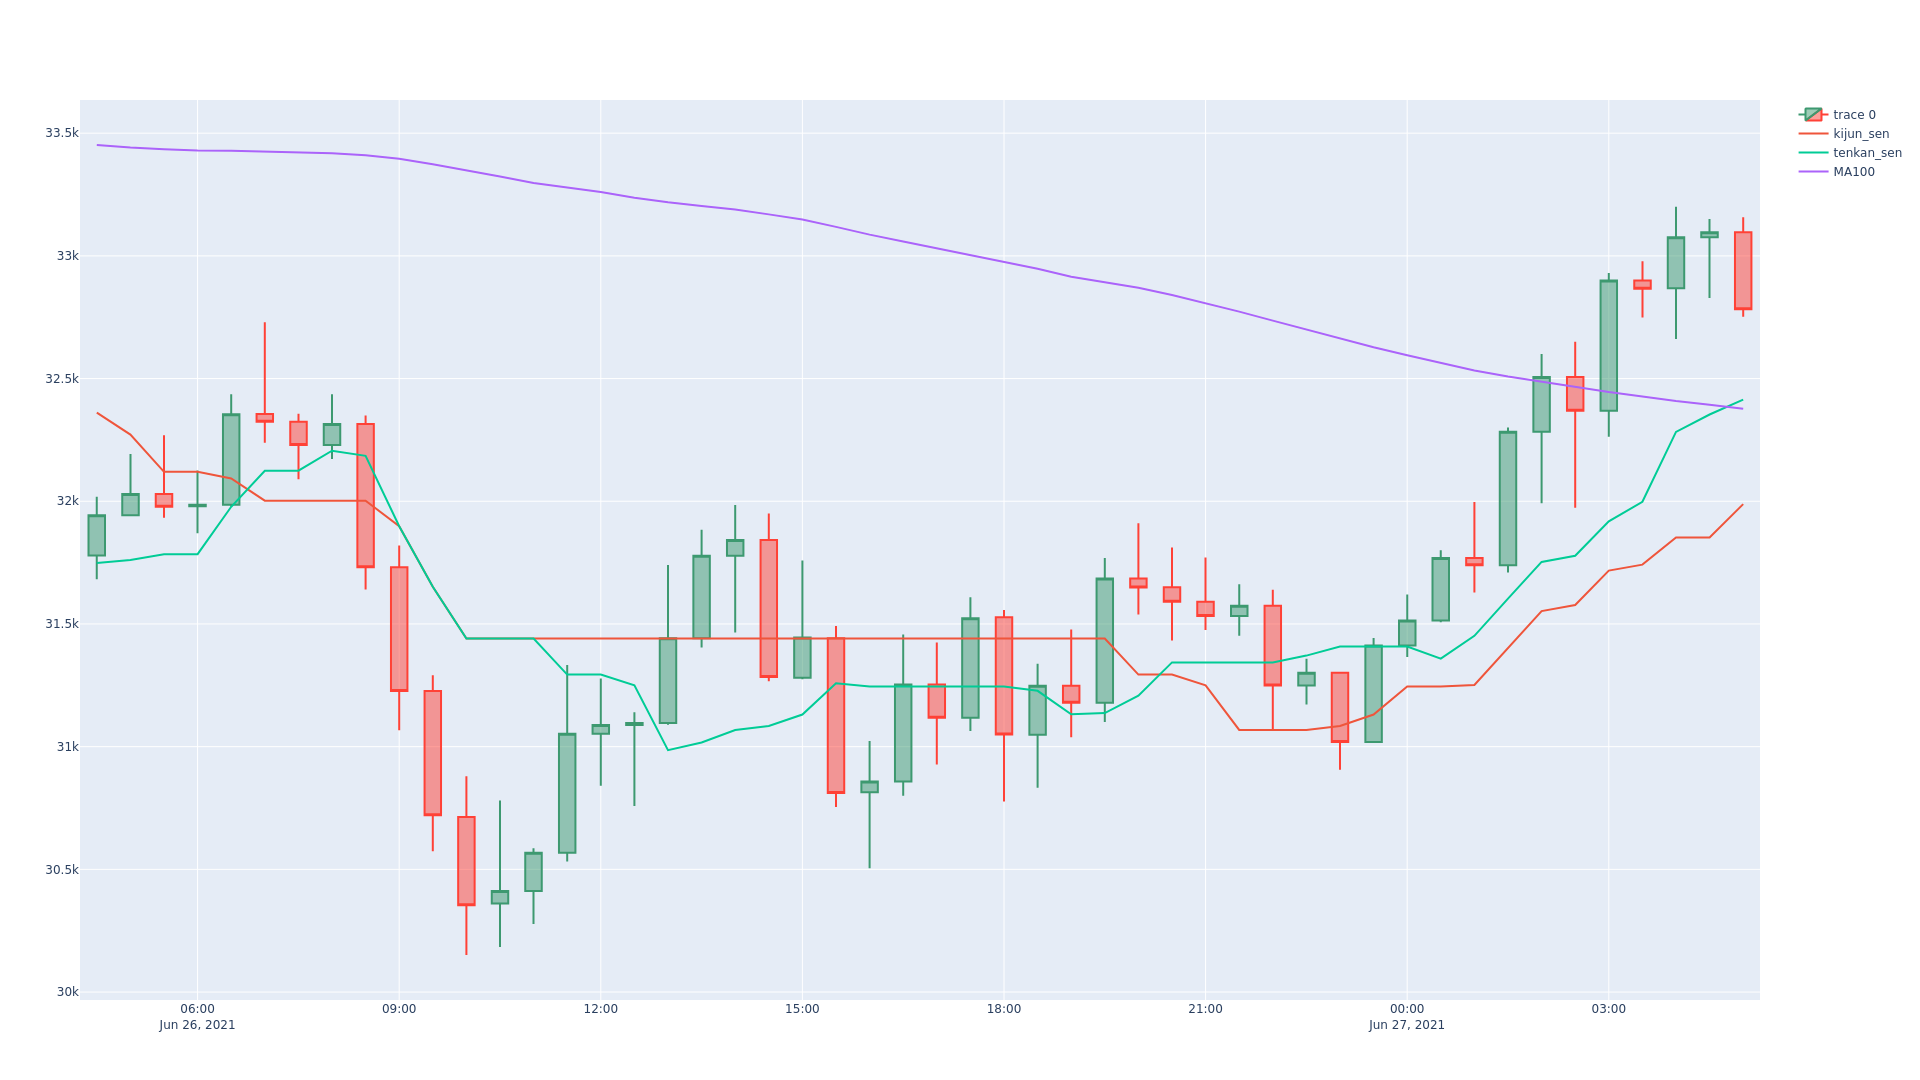 33.5k
33k
32.5k
32k
31.5k
31k
30.5k
30k
06:00
Jun 26, 2021
09:00
12:00
15:00
18:00
21:00
00:00
Jun 27, 2021
03:00
trace 0
kijun_sen
tenkan_sen
MA100